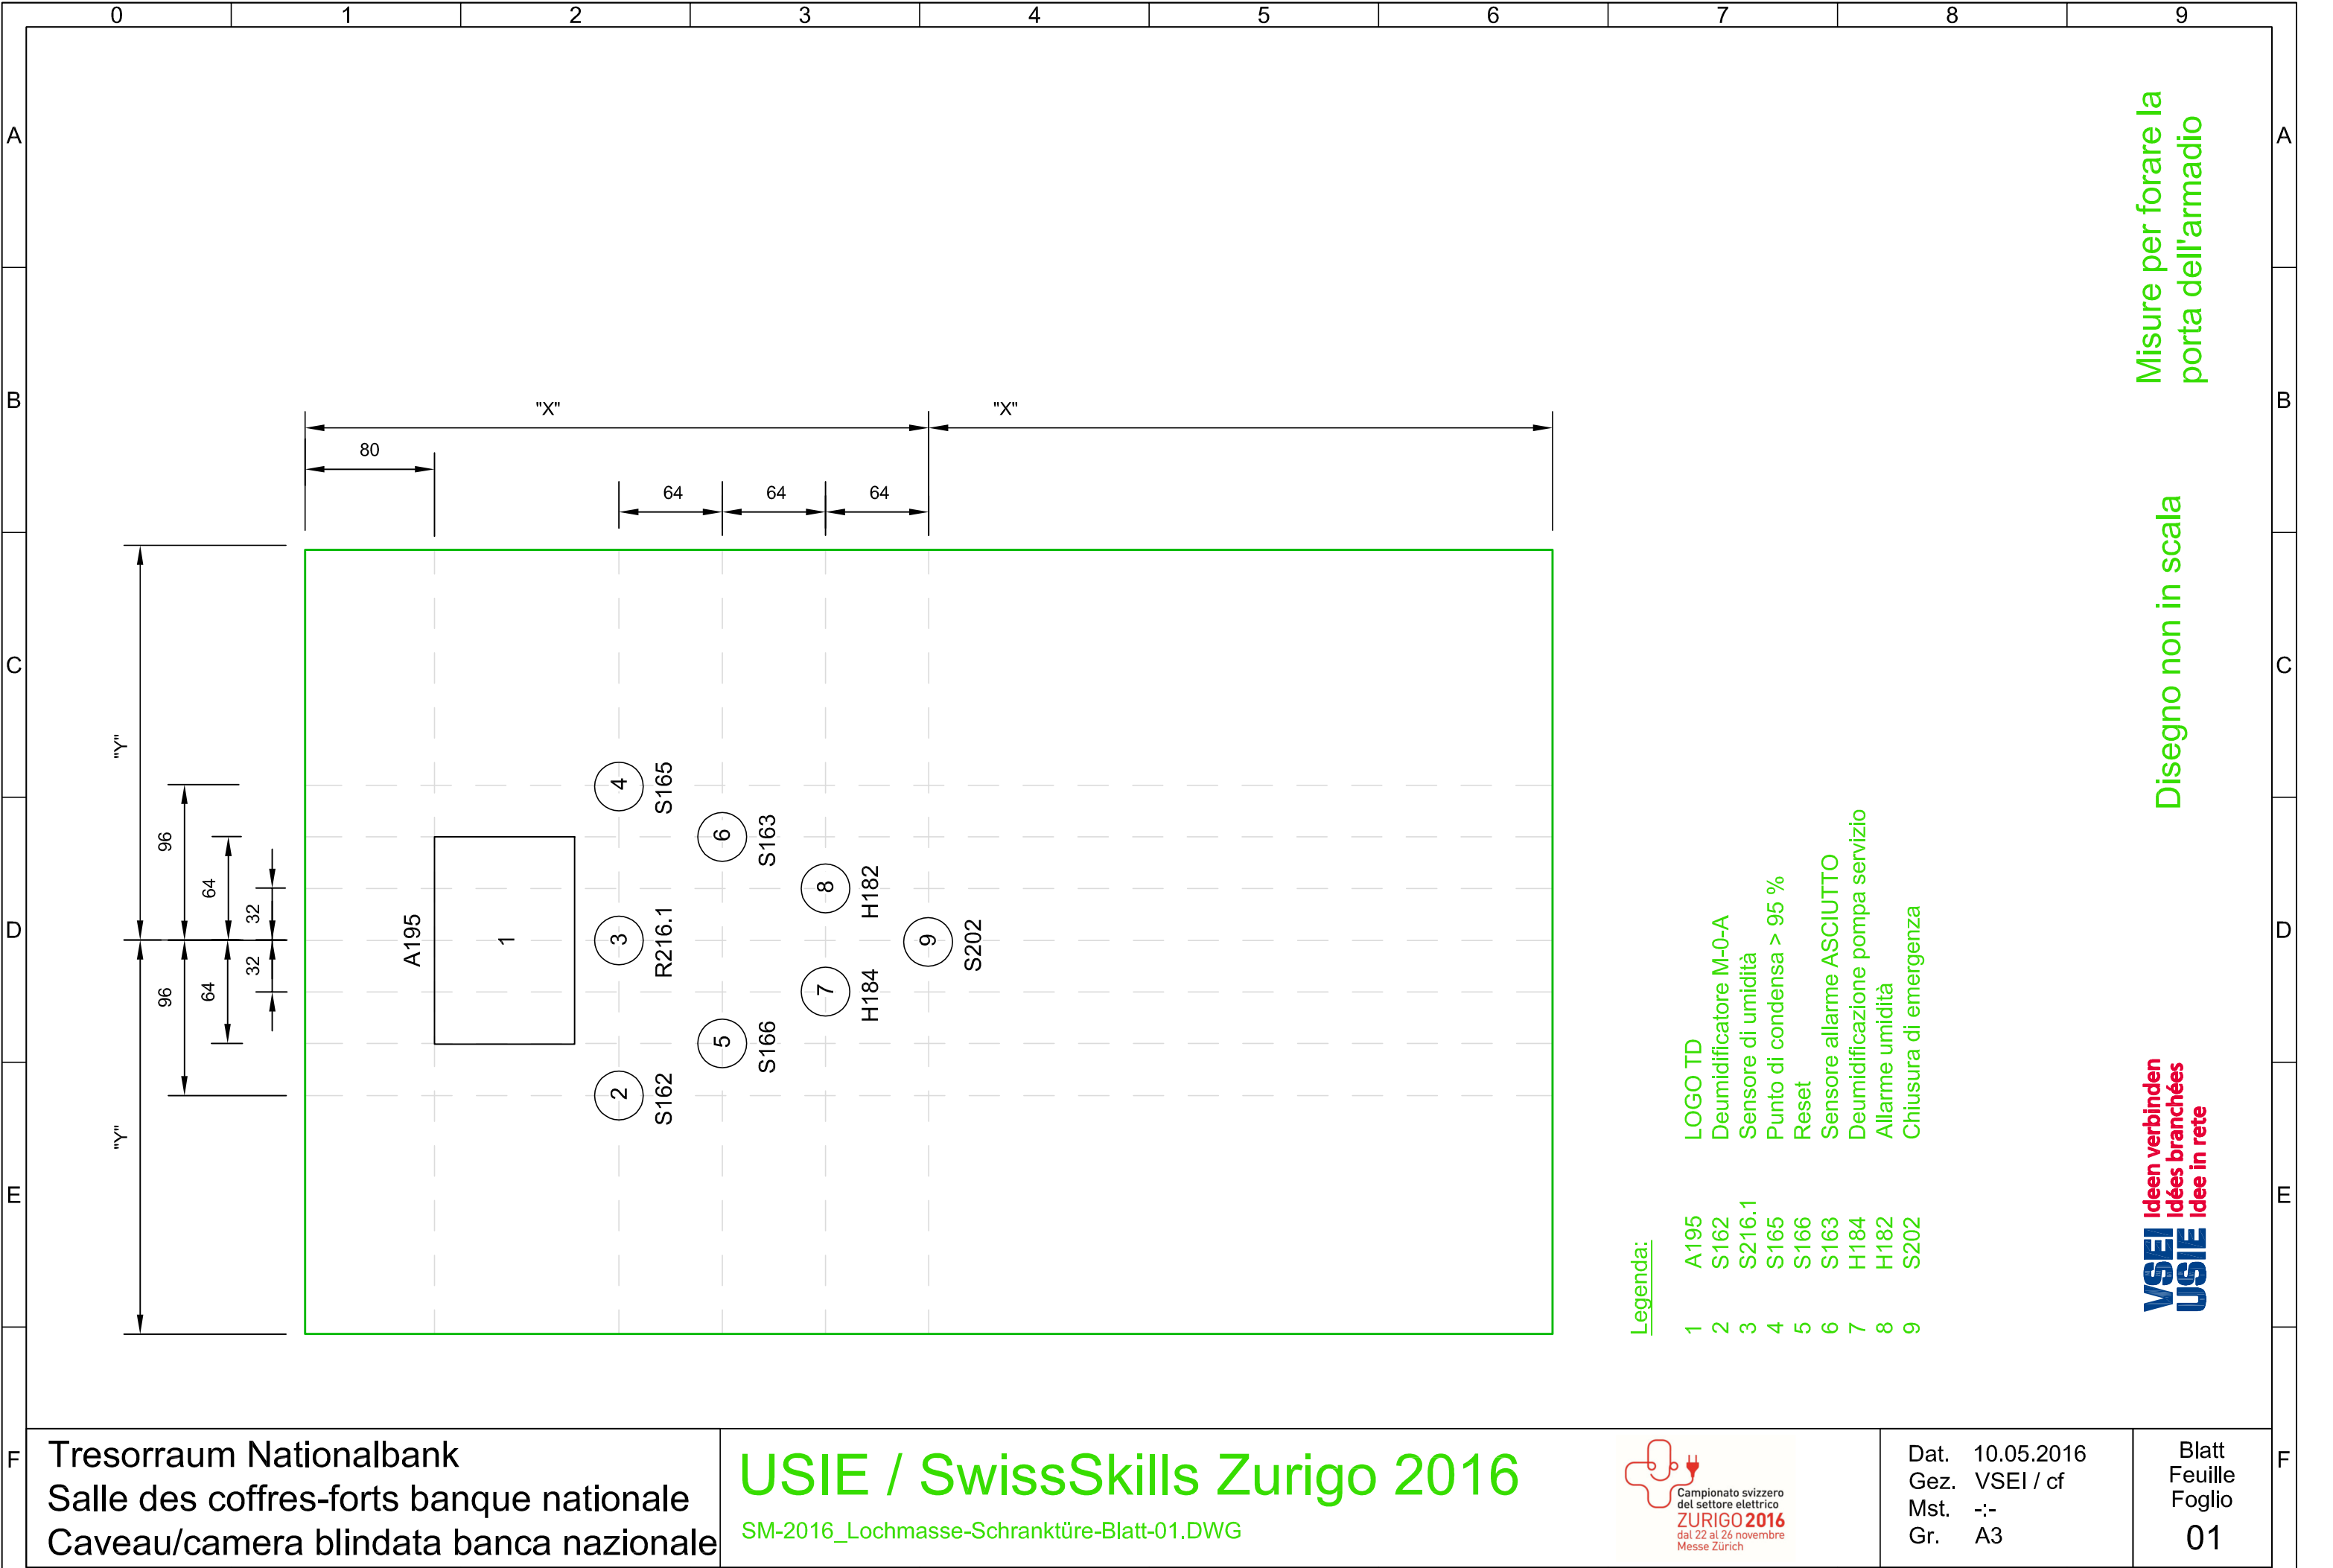 0 1 2 3 4 5 6 7 8 9
A A
B B
C C
D D
E E
F F
Misure per forare la
porta dell'armadio
Disegno non in scala
"X" "X"
80
64 64 64
"Y"
96
64
32
32
64
96
"Y"
A195
1
4 S165
6 S163
8 H182
3 R216.1
9 S202
7 H184
5 S166
2 S162
Legenda:
1 A195 LOGO TD
2 S162 Deumidificatore M-0-A
3 S216.1 Sensore di umidità
4 S165 Punto di condensa > 95 %
5 S166 Reset
6 S163 Sensore allarme ASCIUTTO
7 H184 Deumidificazione pompa servizio
8 H182 Allarme umidità
9 S202 Chiusura di emergenza
VSEI
USIE
Ideen verbinden
Idées branchées
Idee in rete
Tresorraum Nationalbank
Salle des coffres-forts banque nationale
Caveau/camera blindata banca nazionale
USIE / SwissSkills Zurigo 2016
SM-2016_Lochmasse-Schranktüre-Blatt-01.DWG
Campionato svizzero
del settore elettrico
ZURIGO 2016
dal 22 al 26 novembre
Messe Zürich
Dat. 10.05.2016
Gez. VSEI / cf
Mst. -:-
Gr. A3
Blatt
Feuille
Foglio
01